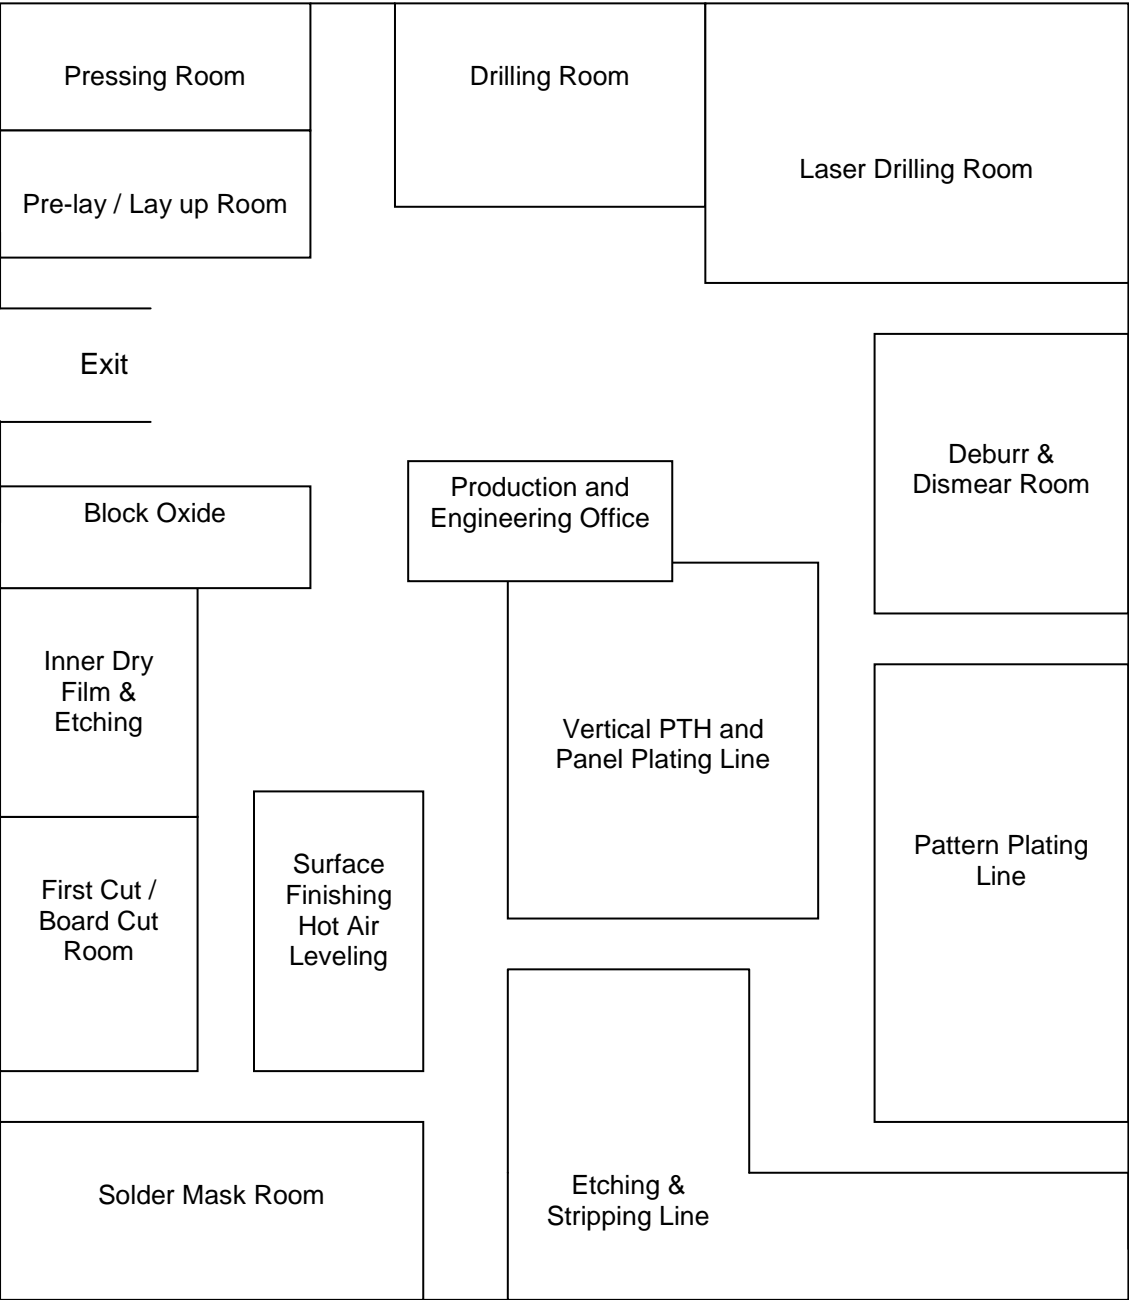 Pressing Room
Drilling Room
Laser Drilling Room
Pre-lay / Lay up Room
Exit
Deburr &
Dismear Room
Production and
Engineering Office
Block Oxide
Inner Dry
Film &
Etching
Vertical PTH and
Panel Plating Line
Pattern Plating
Line
Surface
Finishing
Hot Air
Leveling
First Cut /
Board Cut
Room
Solder Mask Room
Etching &
Stripping Line